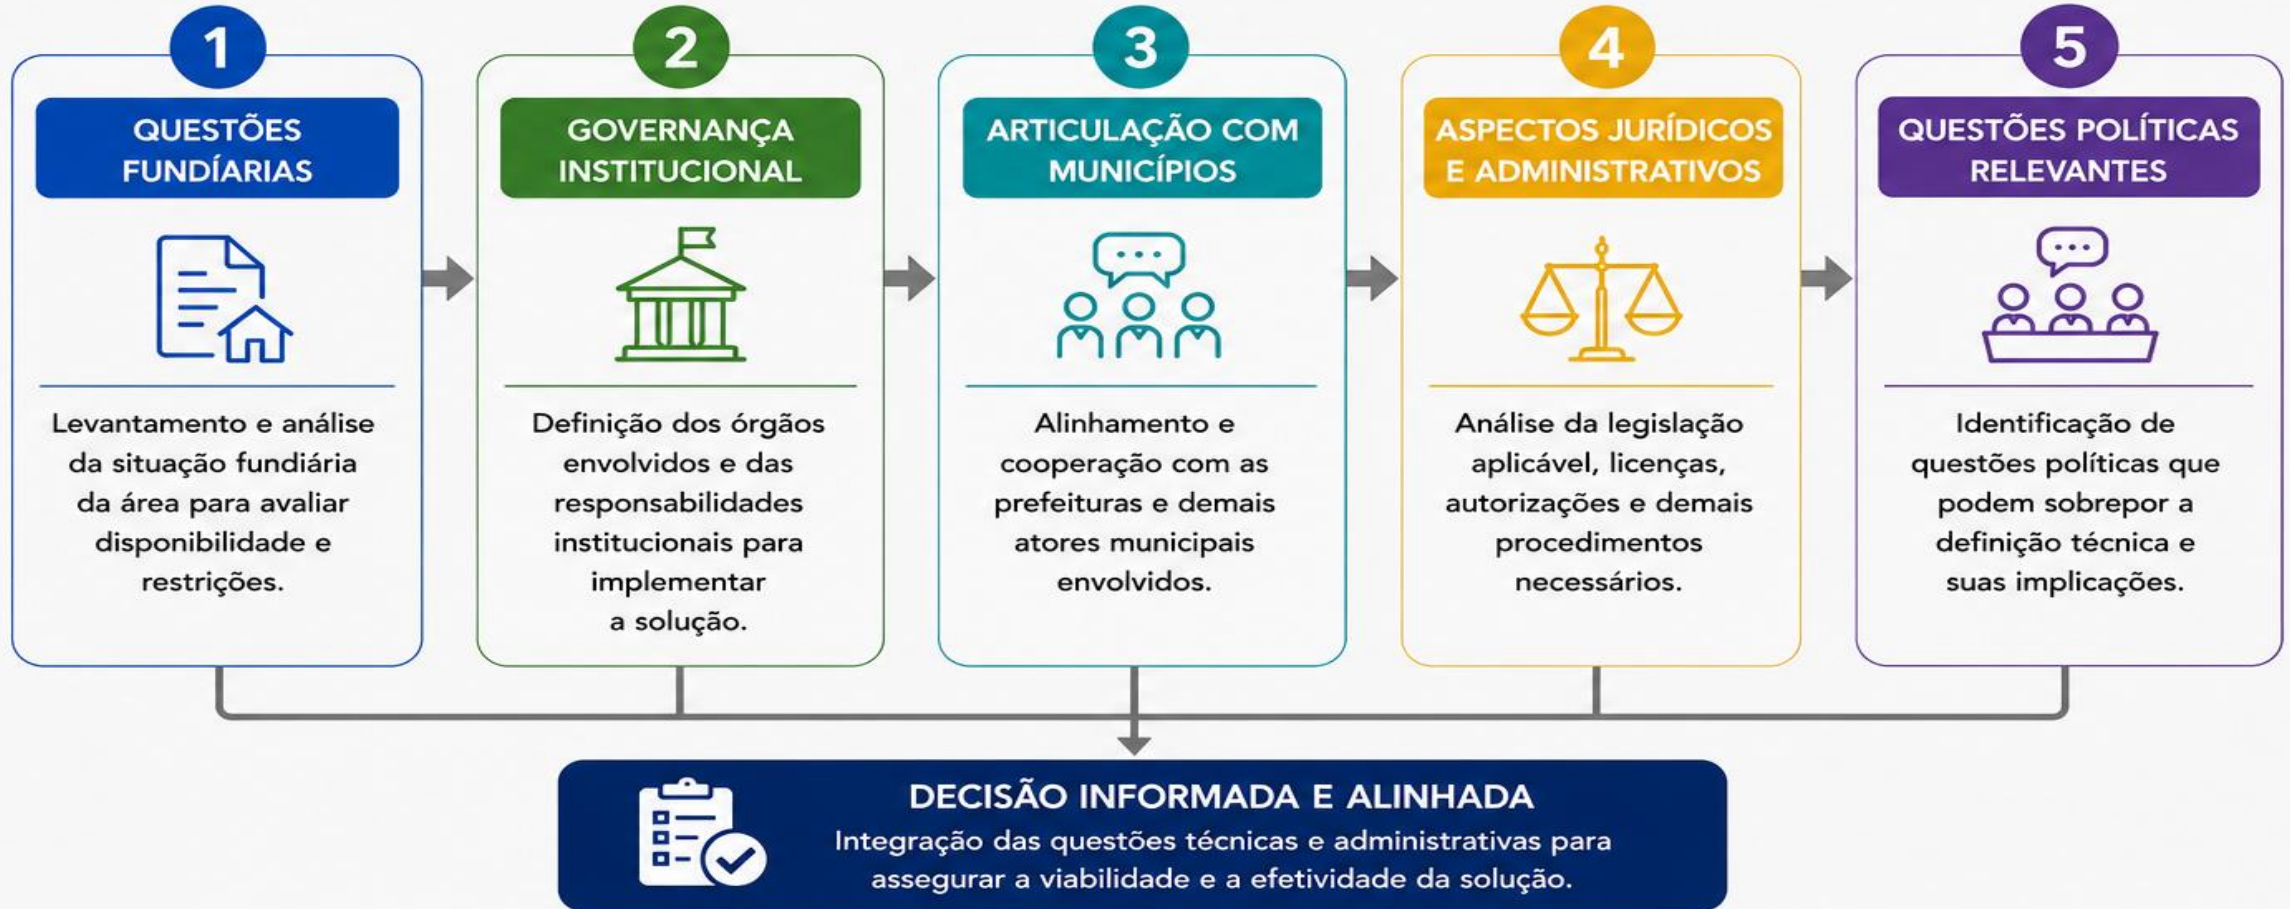 1
QUESTÕES
FUNDÍARIAS
Levantamento e análise
da situação fundiária
da área para avaliar
disponibilidade e
restrições.
2
GOVERNANÇA
INSTITUCIONAL
Definição dos órgãos
envolvidos e das
responsabilidades
institucionais para
implementar
a solução.
3
ARTICULAÇÃO COM
MUNICÍPIOS
Alinhamento e
cooperação com as
prefeituras e demais
atores municipais
envolvidos.
4
ASPECTOS JURÍDICOS
E ADMINISTRATIVOS
Análise da legislação
aplicável, licenças,
autorizações e demais
procedimentos
necessários.
5
QUESTÕES POLÍTICAS
RELEVANTES
Identificação de
questões políticas que
podem sobrepor a
definição técnica e
suas implicações.
DECISÃO INFORMADA E ALINHADA
Integração das questões técnicas e administrativas para
assegurar a viabilidade e a efetividade da solução.